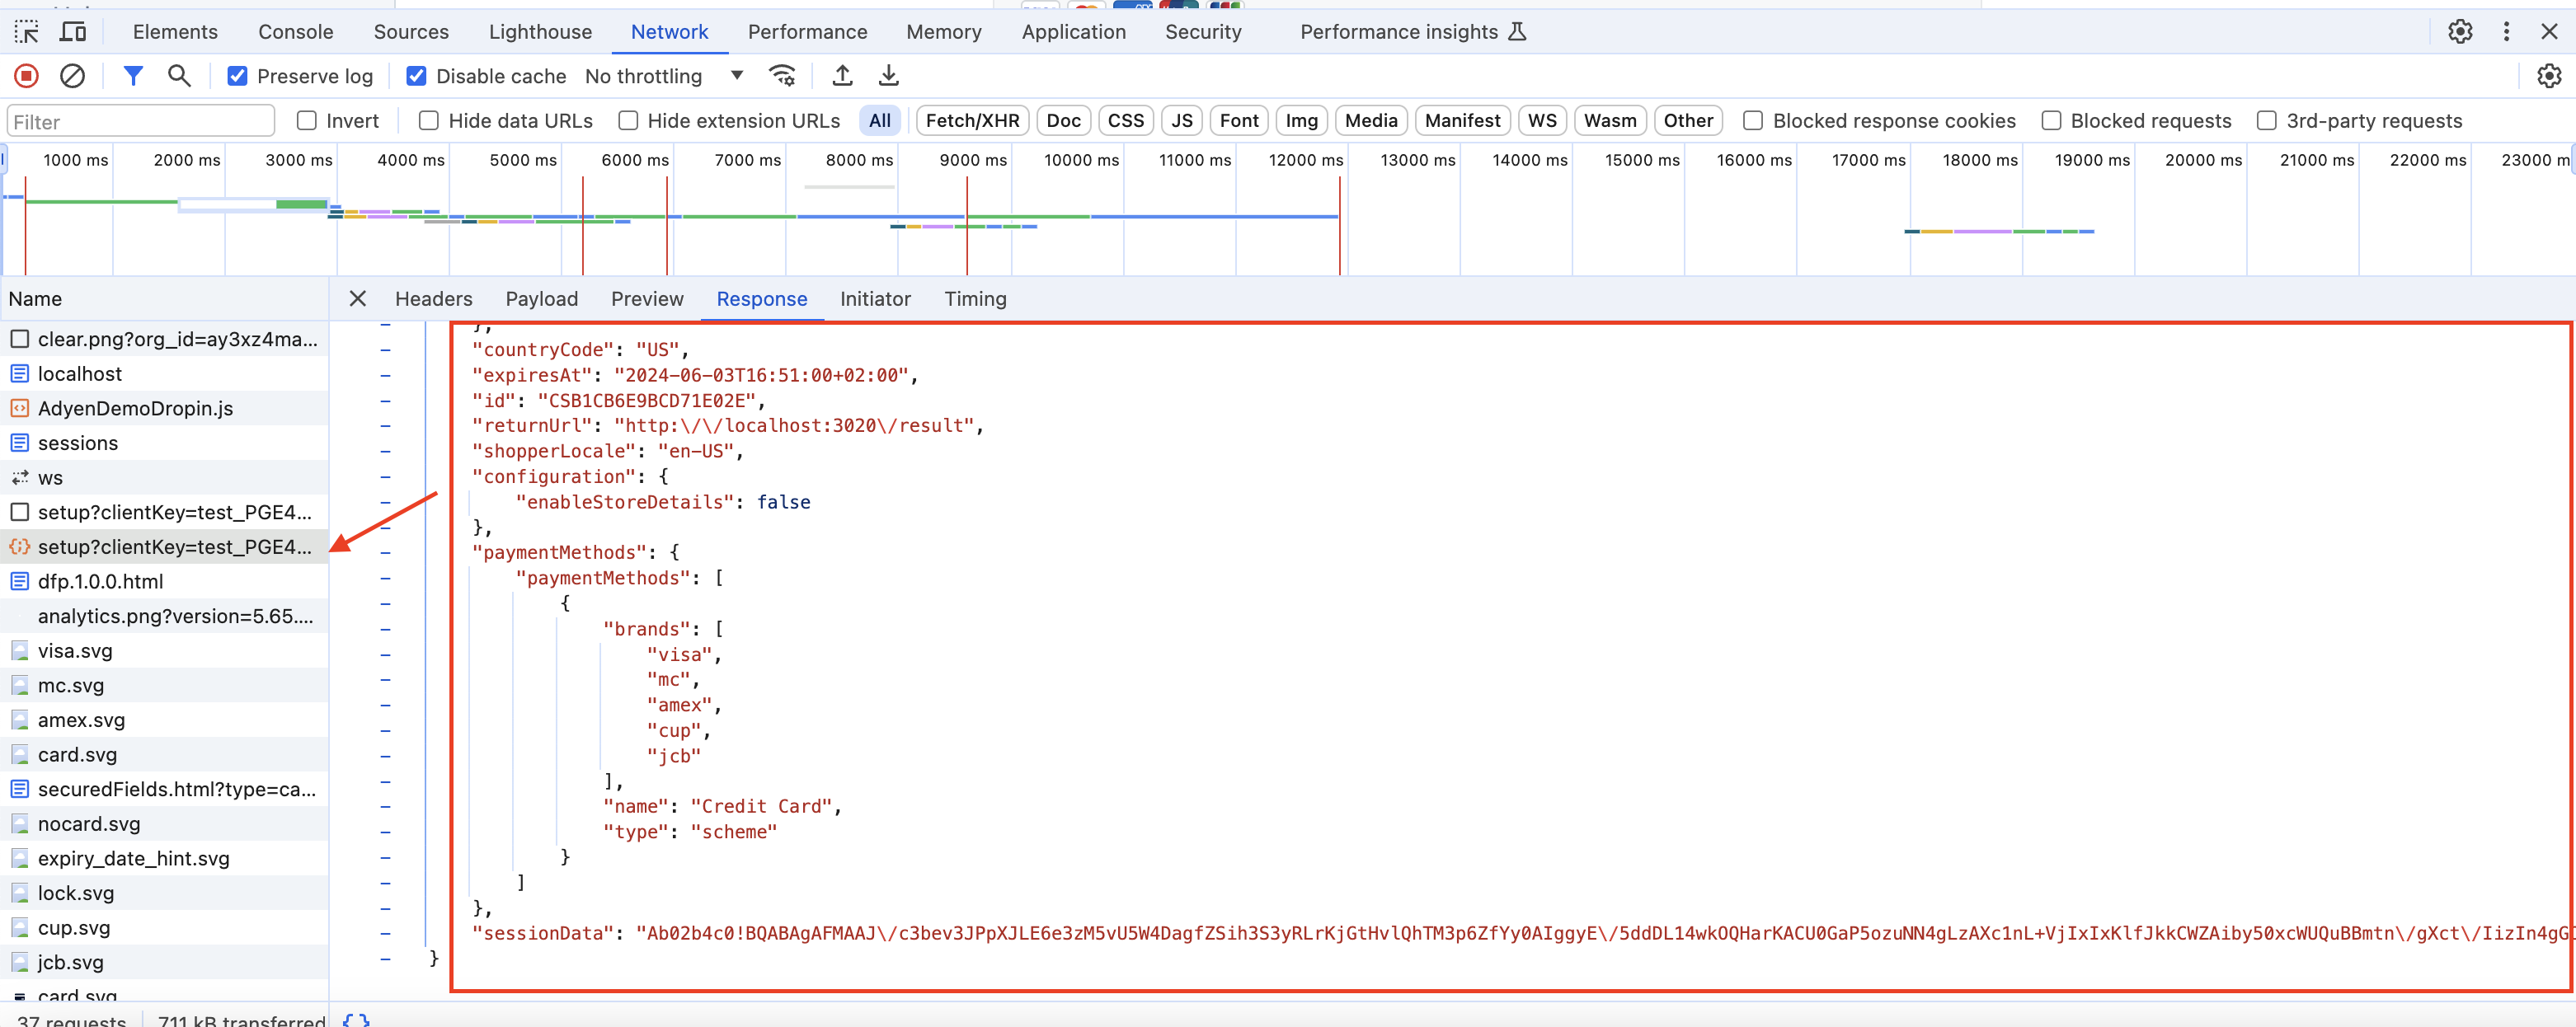 Elements Console Sources Lighthouse Network Performance Memory Application Security Performance insights
Preserve log Disable cache No throttling
Filter Invert Hide data URLs Hide extension URLs All Fetch/XHR Doc CSS JS Font Img Media Manifest WS Wasm Other Blocked response cookies Blocked requests 3rd-party requests
1000 ms 2000 ms 3000 ms 4000 ms 5000 ms 6000 ms 7000 ms 8000 ms 9000 ms 10000 ms 11000 ms 12000 ms 13000 ms 14000 ms 15000 ms 16000 ms 17000 ms 18000 ms 19000 ms 20000 ms 21000 ms 22000 ms 23000 m
Name
clear.png?org_id=ay3xz4ma...
localhost
AdyenDemoDropin.js
sessions
ws
setup?clientKey=test_PGE4...
setup?clientKey=test_PGE4...
dfp.1.0.0.html
analytics.png?version=5.65....
visa.svg
mc.svg
amex.svg
card.svg
securedFields.html?type=ca...
nocard.svg
expiry_date_hint.svg
lock.svg
cup.svg
jcb.svg
card.svg
Headers Payload Preview Response Initiator Timing
},
"countryCode": "US",
"expiresAt": "2024-06-03T16:51:00+02:00",
"id": "CSB1CB6E9BCD71E02E",
"returnUrl": "http:\/\/localhost:3020\/result",
"shopperLocale": "en-US",
"configuration": {
"enableStoreDetails": false
},
"paymentMethods": {
"paymentMethods": [
{
"brands": [
"visa",
"mc",
"amex",
"cup",
"jcb"
],
"name": "Credit Card",
"type": "scheme"
}
]
},
"sessionData": "Ab02b4c0!BQABAgAFMAAJ\/c3bev3JPpXJLE6e3zM5vU5W4DagfZSih3S3yRLrKjGtHvlQhTM3p6ZfYy0AIggyE\/5ddDL14wkOQHarKACU0GaP5ozuNN4gLzAXc1nL+VjIxIxKlfJkkCWZAiby50xcWUQuBBmtn\/gXct\/IizIn4gG
}
37 requests 711 kB transferred {}